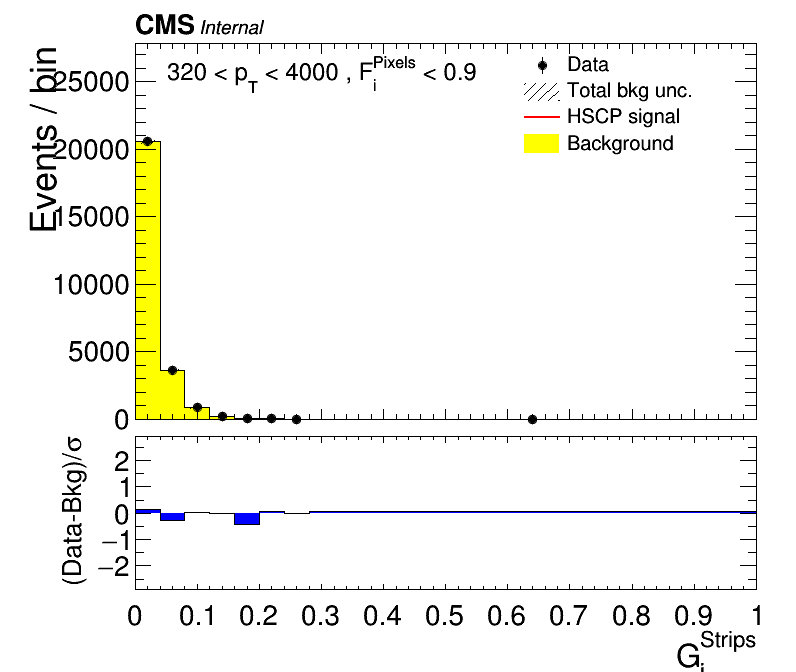 CMS Internal
320 < p_T < 4000 , F_i^Pixels < 0.9
Data
Total bkg unc.
HSCP signal
Background
Events / bin
25000
20000
15000
10000
5000
0
(Data-Bkg)/σ
2
1
0
−1
−2
0 0.1 0.2 0.3 0.4 0.5 0.6 0.7 0.8 0.9 1
G_i^Strips